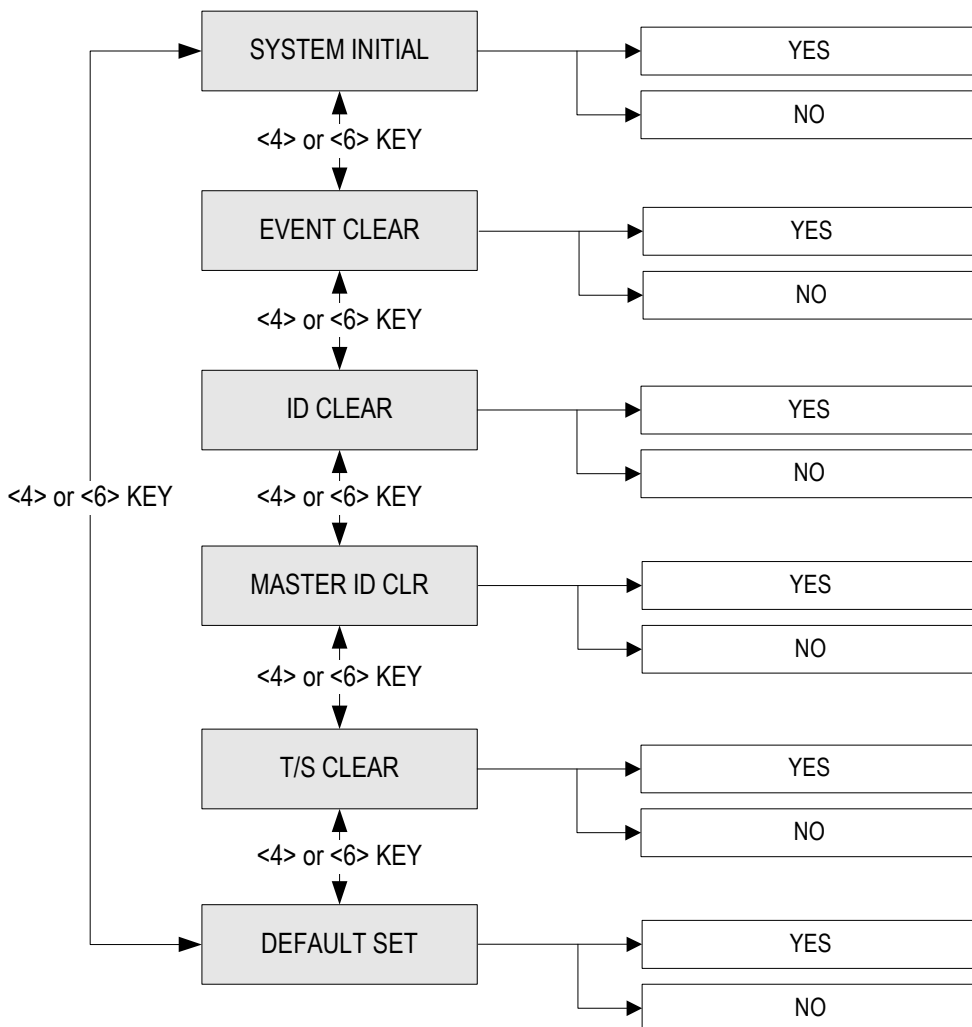 SYSTEM INITIAL
YES
NO
<4> or <6> KEY
EVENT CLEAR
YES
NO
<4> or <6> KEY
ID CLEAR
YES
NO
<4> or <6> KEY
<4> or <6> KEY
MASTER ID CLR
YES
NO
<4> or <6> KEY
T/S CLEAR
YES
NO
<4> or <6> KEY
DEFAULT SET
YES
NO